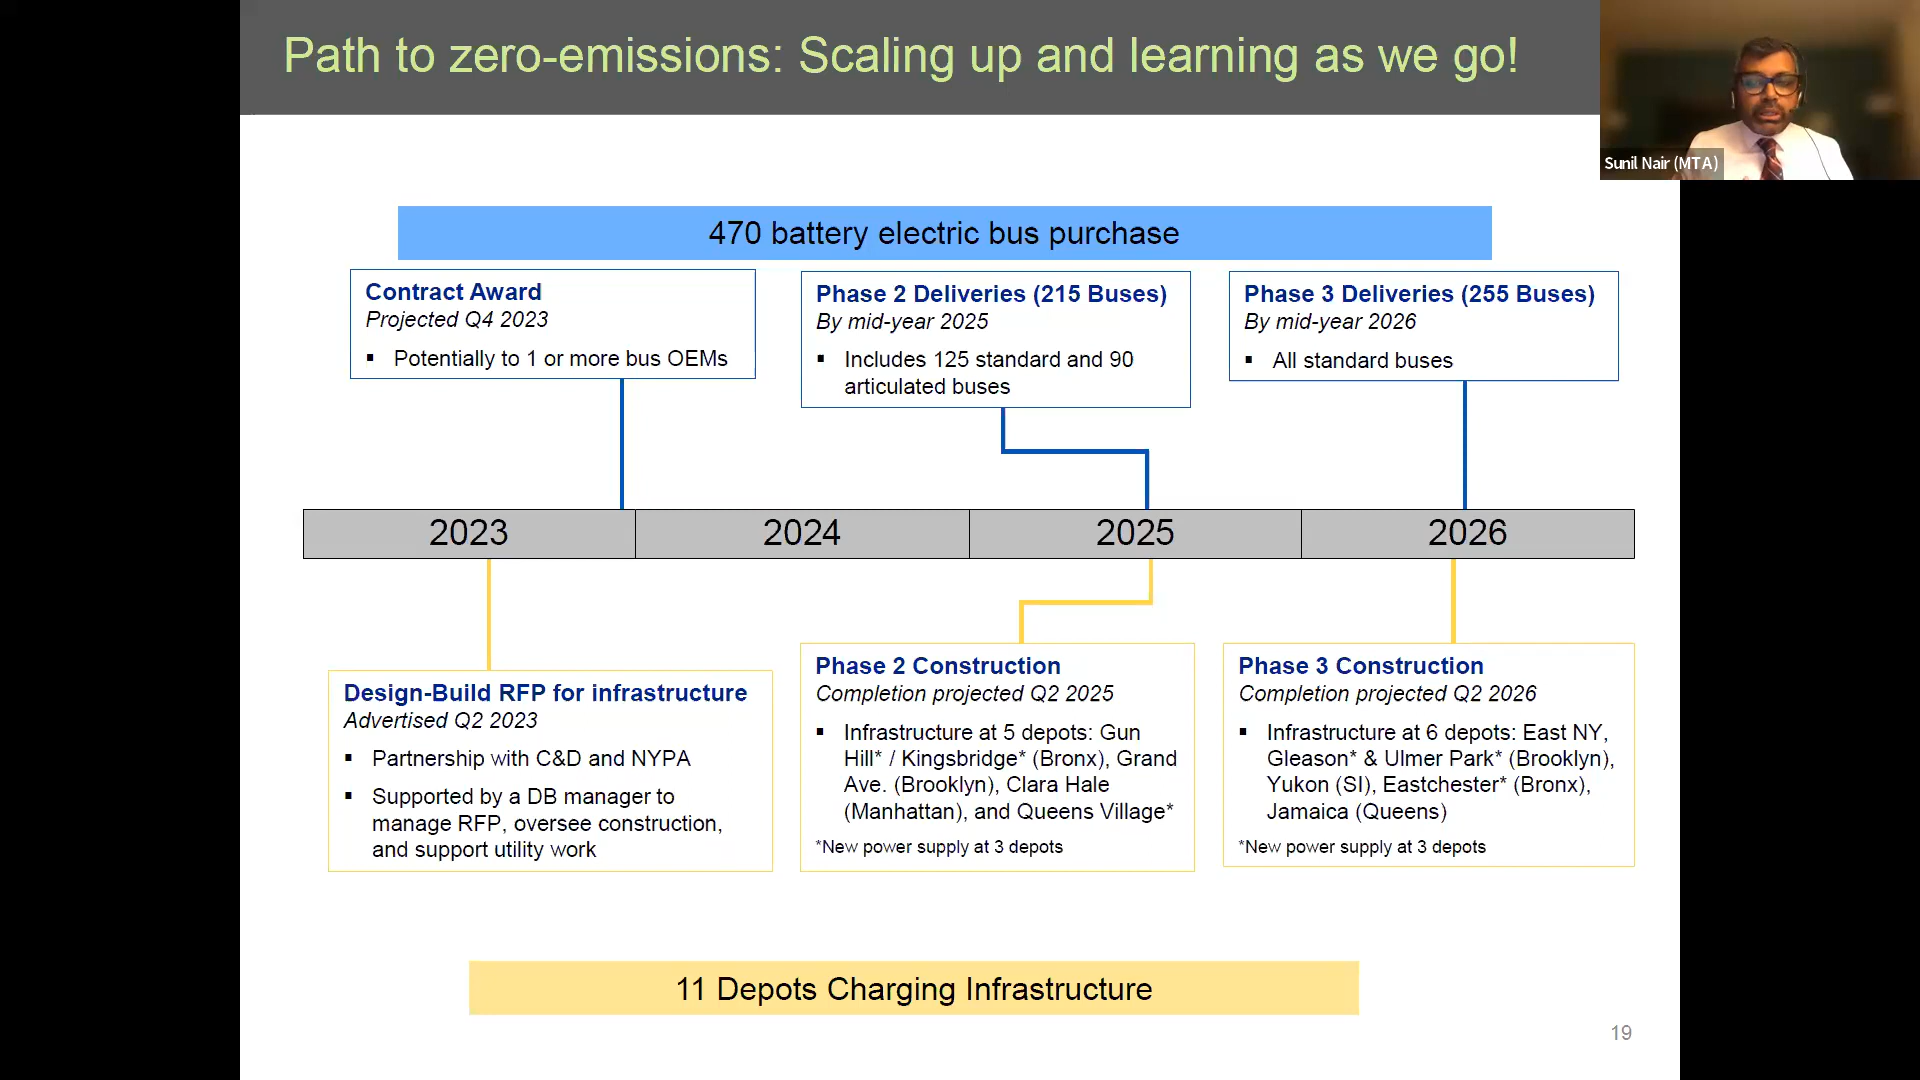 Path to zero-emissions: Scaling up and learning as we go!
Sunil Nair (MTA)
470 battery electric bus purchase
Contract Award
Projected Q4 2023
▪ Potentially to 1 or more bus OEMs
Phase 2 Deliveries (215 Buses)
By mid-year 2025
▪ Includes 125 standard and 90
articulated buses
Phase 3 Deliveries (255 Buses)
By mid-year 2026
▪ All standard buses
2023
2024
2025
2026
Design-Build RFP for infrastructure
Advertised Q2 2023
▪ Partnership with C&D and NYPA
▪ Supported by a DB manager to
manage RFP, oversee construction,
and support utility work
Phase 2 Construction
Completion projected Q2 2025
▪ Infrastructure at 5 depots: Gun
Hill* / Kingsbridge* (Bronx), Grand
Ave. (Brooklyn), Clara Hale
(Manhattan), and Queens Village*
*New power supply at 3 depots
Phase 3 Construction
Completion projected Q2 2026
▪ Infrastructure at 6 depots: East NY,
Gleason* & Ulmer Park* (Brooklyn),
Yukon (SI), Eastchester* (Bronx),
Jamaica (Queens)
*New power supply at 3 depots
11 Depots Charging Infrastructure
19